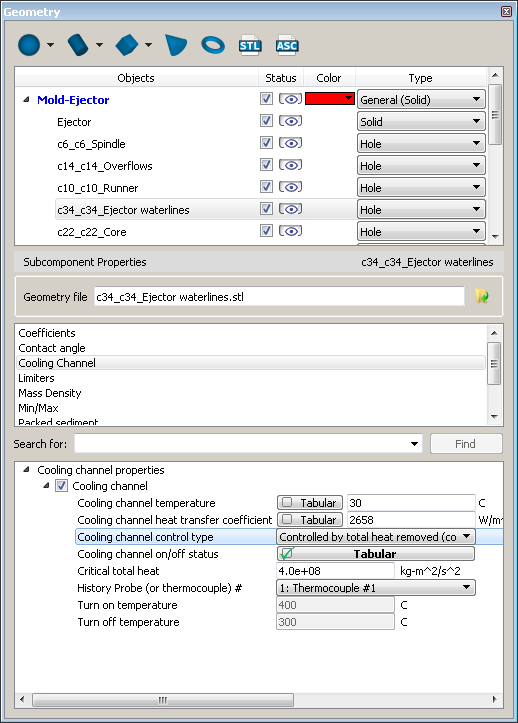 Geometry
STL ASC
Objects Status Color Type
Mold-Ejector General (Solid)
Ejector Solid
c6_c6_Spindle Hole
c14_c14_Overflows Hole
c10_c10_Runner Hole
c34_c34_Ejector waterlines Hole
c22_c22_Core Hole
Subcomponent Properties c34_c34_Ejector waterlines
Geometry file c34_c34_Ejector waterlines.stl
Coefficients
Contact angle
Cooling Channel
Limiters
Mass Density
Min/Max
Packed sediment
Search for: Find
Cooling channel properties
Cooling channel
Cooling channel temperature Tabular 30 C
Cooling channel heat transfer coefficient Tabular 2658 W/m
Cooling channel control type Controlled by total heat removed (co
Cooling channel on/off status Tabular
Critical total heat 4.0e+08 kg-m^2/s^2
History Probe (or thermocouple) # 1: Thermocouple #1
Turn on temperature 400 C
Turn off temperature 300 C